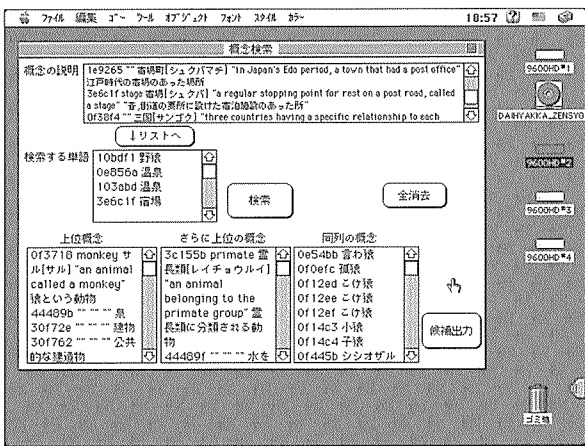 ファイル 編集 ゴー ツール オブジェクト フォント スタイル カラー 18:57
概念検索
概念の説明
1e9265 "" 宿場町[シュクバマチ] "in Japan's Edo period, a town that had a post office"
江戸時代の宿場のあった場所
3e6c1f stage 宿場[シュクバ] "a regular stopping point for rest on a post road, called
a stage" "昔,街道の要所に設けた宿泊施設のあった所"
0f38f4 "" 三国[サンゴク] "three countries having a specific relationship to each
↓リストへ
検索する単語
10bdf1 野猿
0e856a 温泉
103abd 温泉
3e6c1f 宿場
検索
全消去
上位概念
0f3718 monkey サ
ル[サル] "an animal
called a monkey"
猿という動物
44489b "" "" "" 泉
30f72e "" "" "" 建物
30f762 "" "" "" 公共
的な建造物
さらに上位の概念
3c155b primate 霊
長類[レイチョウルイ]
"an animal
belonging to the
primate group" 霊
長類に分類される動
物
44489f "" "" "" 水を
同列の概念
0e54bb 言わ猿
0f0efc 孤猿
0f12ed こけ猿
0f12ee こけ猿
0f12ef こけ猿
0f14c3 小猿
0f14c4 子猿
0f445b シシオザル
候補出力
9600HD#1
DAIHYAKKA_ZENSYO
9600HD#2
9600HD#3
9600HD#4
ゴミ箱